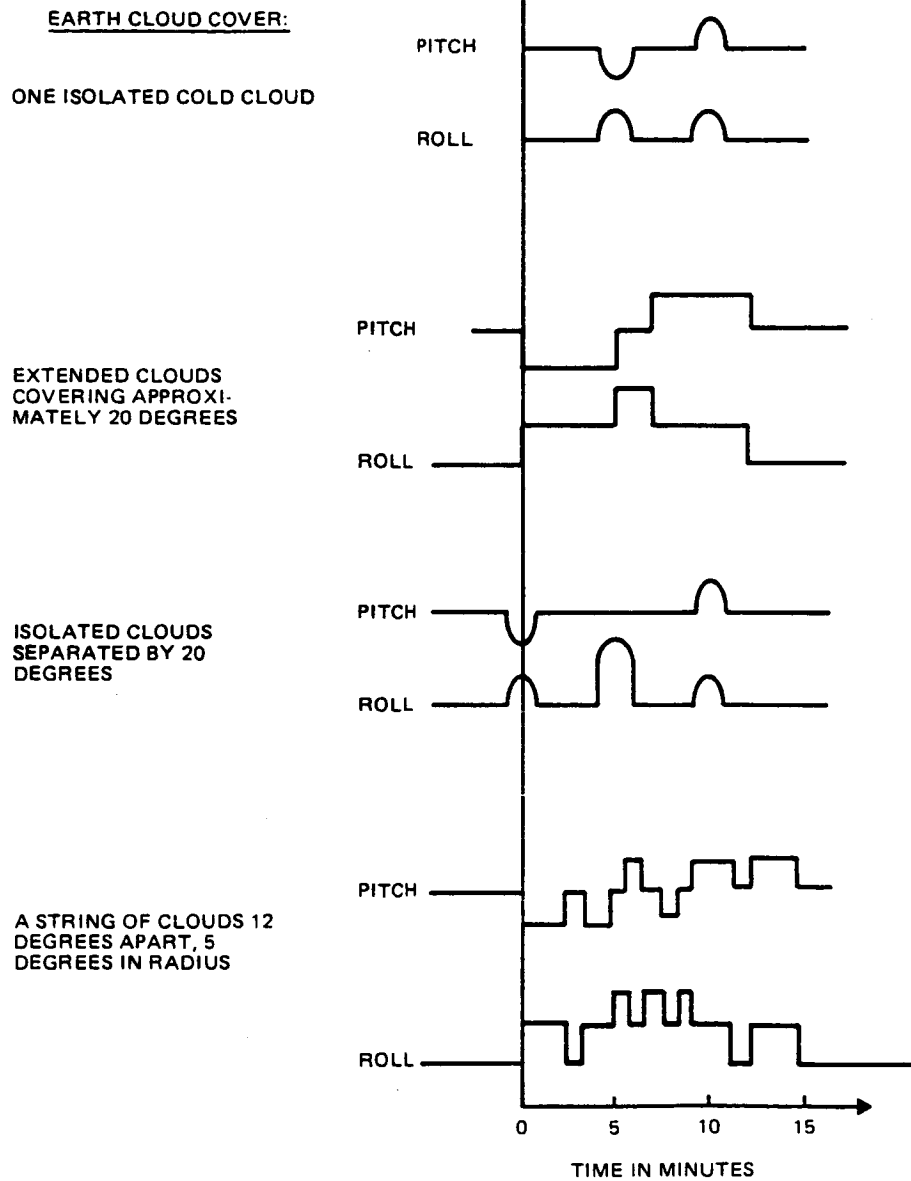 EARTH CLOUD COVER:
PITCH
ONE ISOLATED COLD CLOUD
ROLL
PITCH
EXTENDED CLOUDS
COVERING APPROXI-
MATELY 20 DEGREES
ROLL
PITCH
ISOLATED CLOUDS
SEPARATED BY 20
DEGREES
ROLL
PITCH
A STRING OF CLOUDS 12
DEGREES APART, 5
DEGREES IN RADIUS
ROLL
0 5 10 15
TIME IN MINUTES